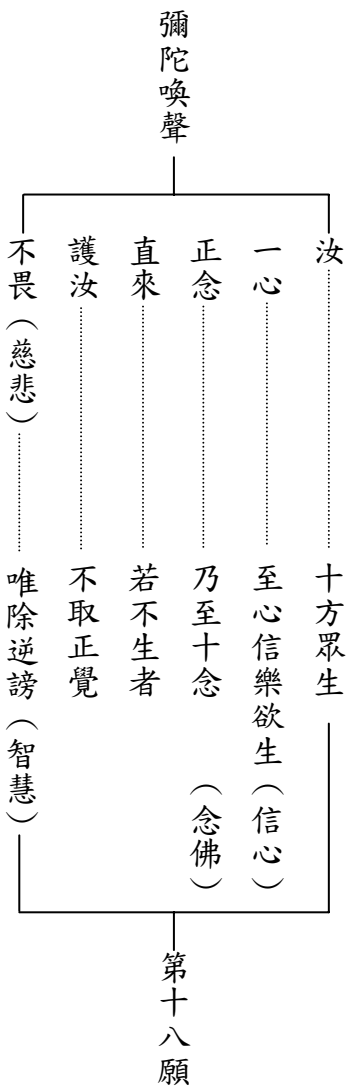 彌陀喚聲
汝 十方眾生
一心 至心信樂欲生（信心）
正念 乃至十念 （念佛）
直來 若不生者
護汝 不取正覺
不畏（慈悲） 唯除逆謗（智慧）
第十八願